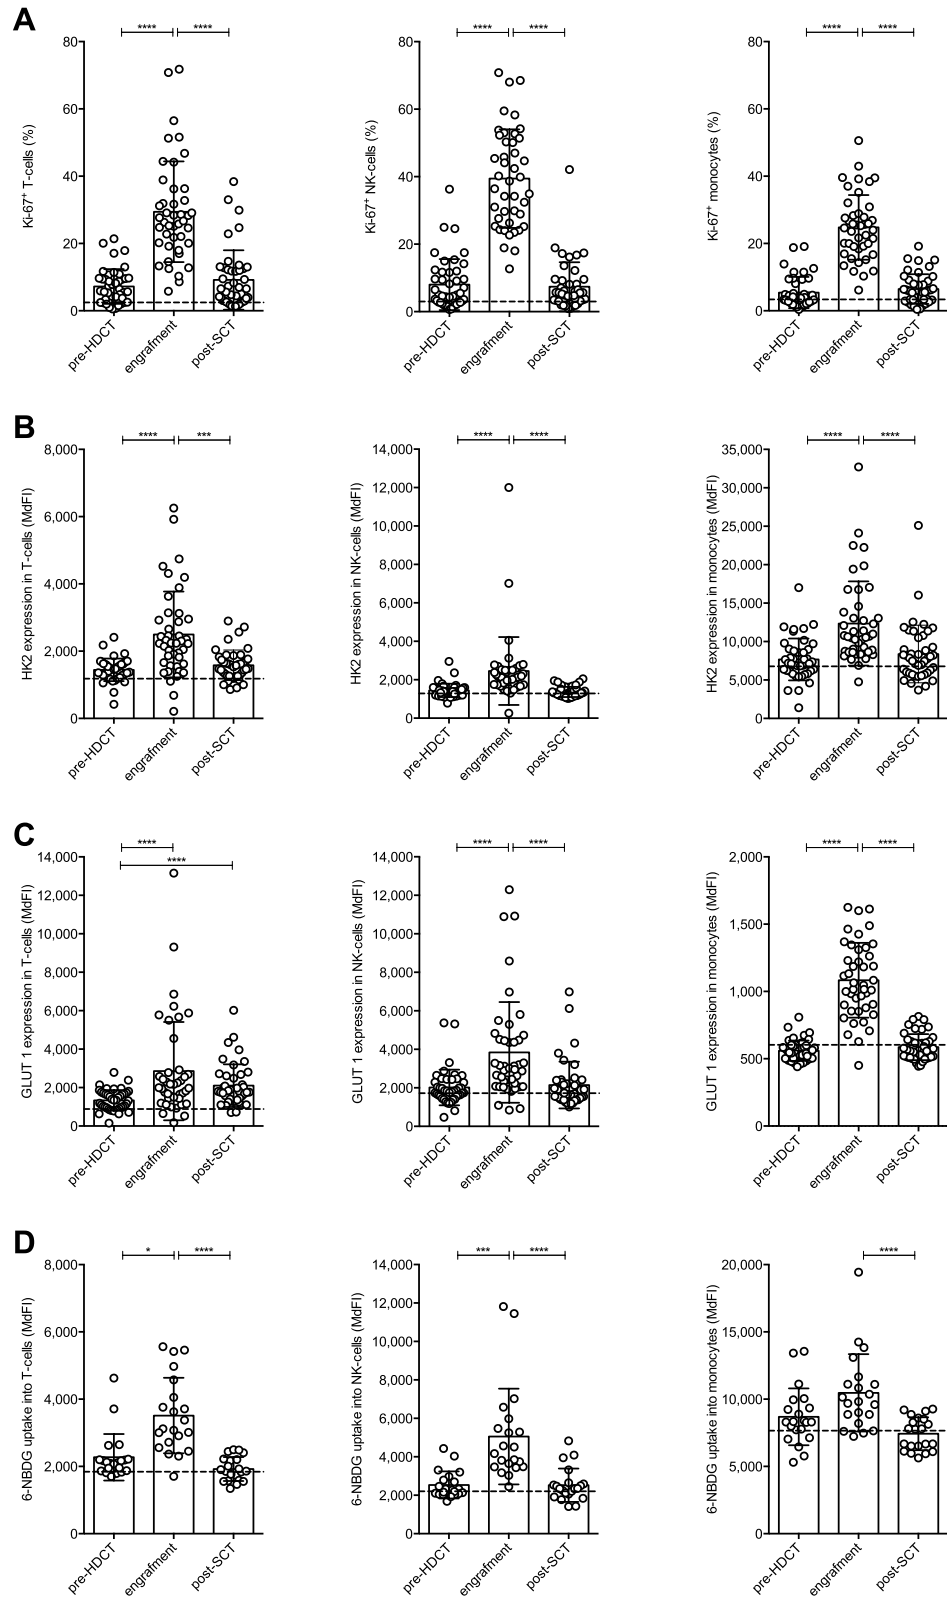 A
**** ****
80
60
40
20
0
Ki-67+ T-cells (%)
pre-HDCT
engrafment
post-SCT
**** ****
80
60
40
20
0
Ki-67+ NK-cells (%)
pre-HDCT
engrafment
post-SCT
**** ****
80
60
40
20
0
Ki-67+ monocytes (%)
pre-HDCT
engrafment
post-SCT
B
**** ***
8,000
6,000
4,000
2,000
0
HK2 expression in T-cells (MdFI)
pre-HDCT
engrafment
post-SCT
**** ****
14,000
12,000
10,000
8,000
6,000
4,000
2,000
0
HK2 expression in NK-cells (MdFI)
pre-HDCT
engrafment
post-SCT
**** ****
35,000
30,000
25,000
20,000
15,000
10,000
5,000
0
HK2 expression in monocytes (MdFI)
pre-HDCT
engrafment
post-SCT
C
****
****
14,000
12,000
10,000
8,000
6,000
4,000
2,000
0
GLUT 1 expression in T-cells (MdFI)
pre-HDCT
engrafment
post-SCT
**** ****
14,000
12,000
10,000
8,000
6,000
4,000
2,000
0
GLUT 1 expression in NK-cells (MdFI)
pre-HDCT
engrafment
post-SCT
**** ****
2,000
1,500
1,000
500
0
GLUT 1 expression in monocytes (MdFI)
pre-HDCT
engrafment
post-SCT
D
* ****
8,000
6,000
4,000
2,000
0
6-NBDG uptake into T-cells (MdFI)
pre-HDCT
engrafment
post-SCT
*** ****
14,000
12,000
10,000
8,000
6,000
4,000
2,000
0
6-NBDG uptake into NK-cells (MdFI)
pre-HDCT
engrafment
post-SCT
****
20,000
15,000
10,000
5,000
0
6-NBDG uptake into monocytes (MdFI)
pre-HDCT
engrafment
post-SCT